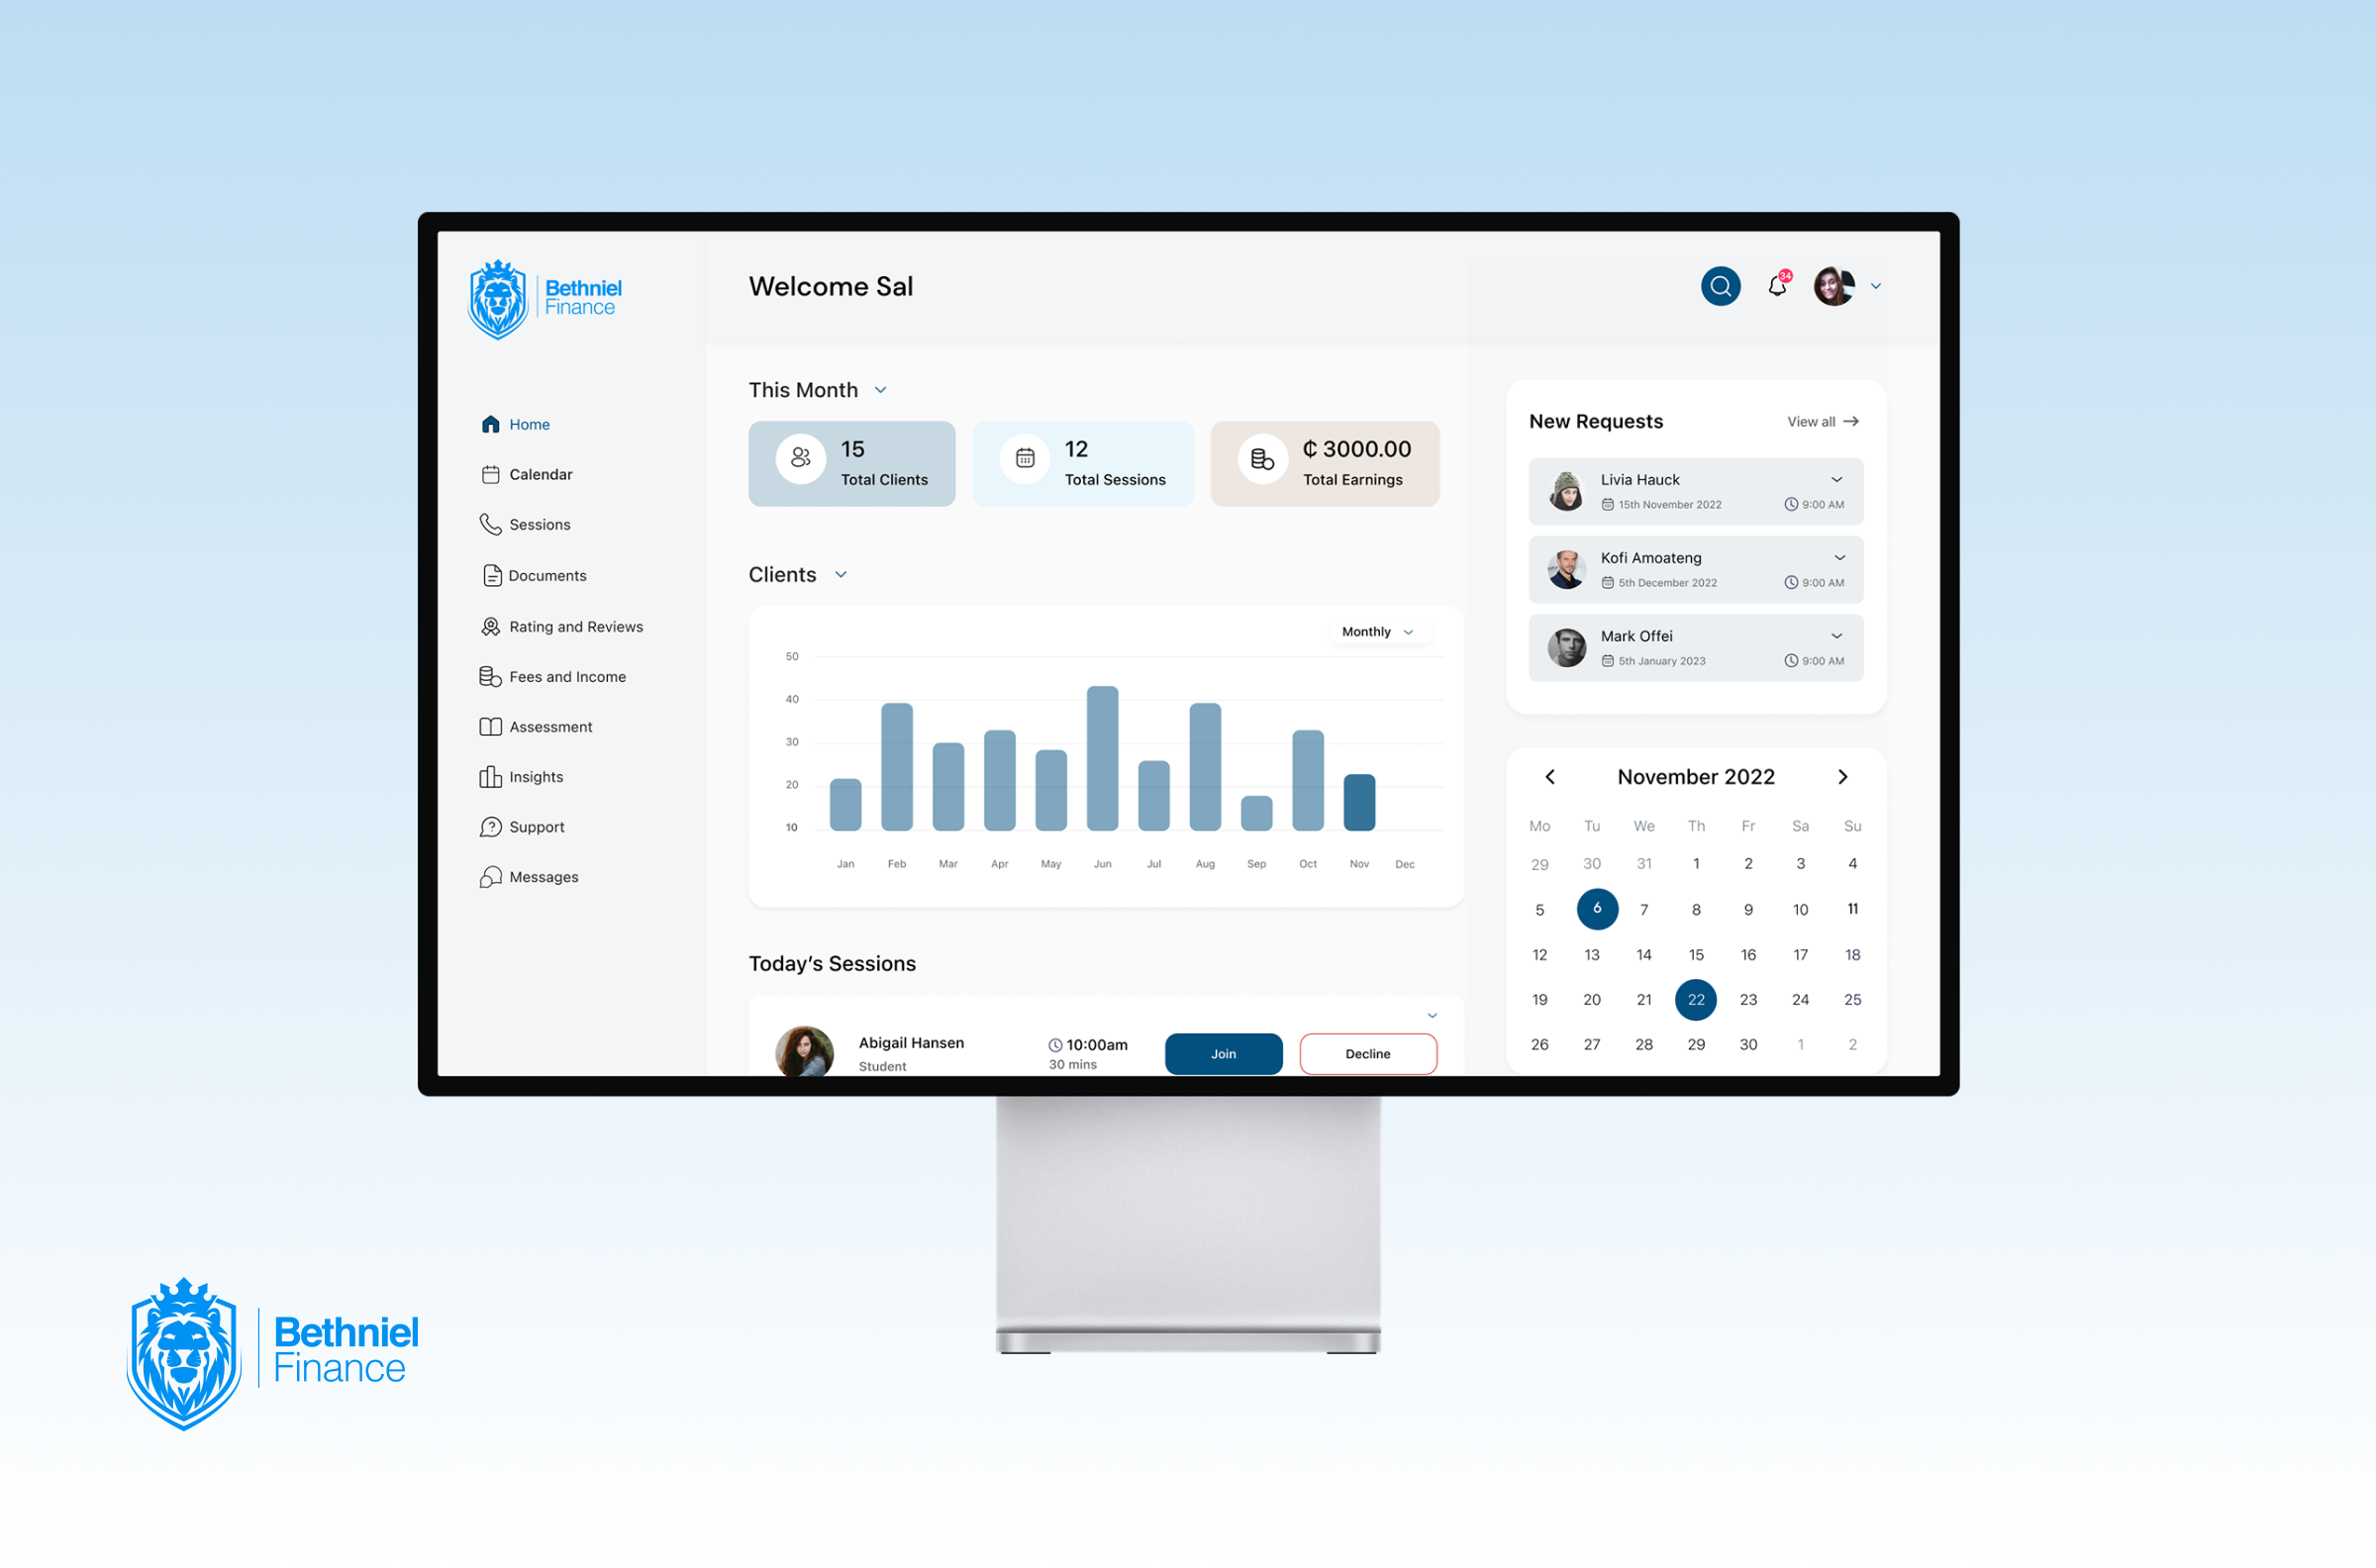 Bethniel
Finance
Welcome Sal
34
Home
Calendar
Sessions
Documents
Rating and Reviews
Fees and Income
Assessment
Insights
Support
Messages
This Month
15
Total Clients
12
Total Sessions
₵ 3000.00
Total Earnings
Clients
Monthly
50
40
30
20
10
Jan Feb Mar Apr May Jun Jul Aug Sep Oct Nov Dec
Today’s Sessions
Abigail Hansen
Student
10:00am
30 mins
Join
Decline
New Requests
View all
Livia Hauck
15th November 2022 9:00 AM
Kofi Amoateng
5th December 2022 9:00 AM
Mark Offei
5th January 2023 9:00 AM
November 2022
Mo Tu We Th Fr Sa Su
29 30 31 1 2 3 4
5 6 7 8 9 10 11
12 13 14 15 16 17 18
19 20 21 22 23 24 25
26 27 28 29 30 1 2
Bethniel
Finance